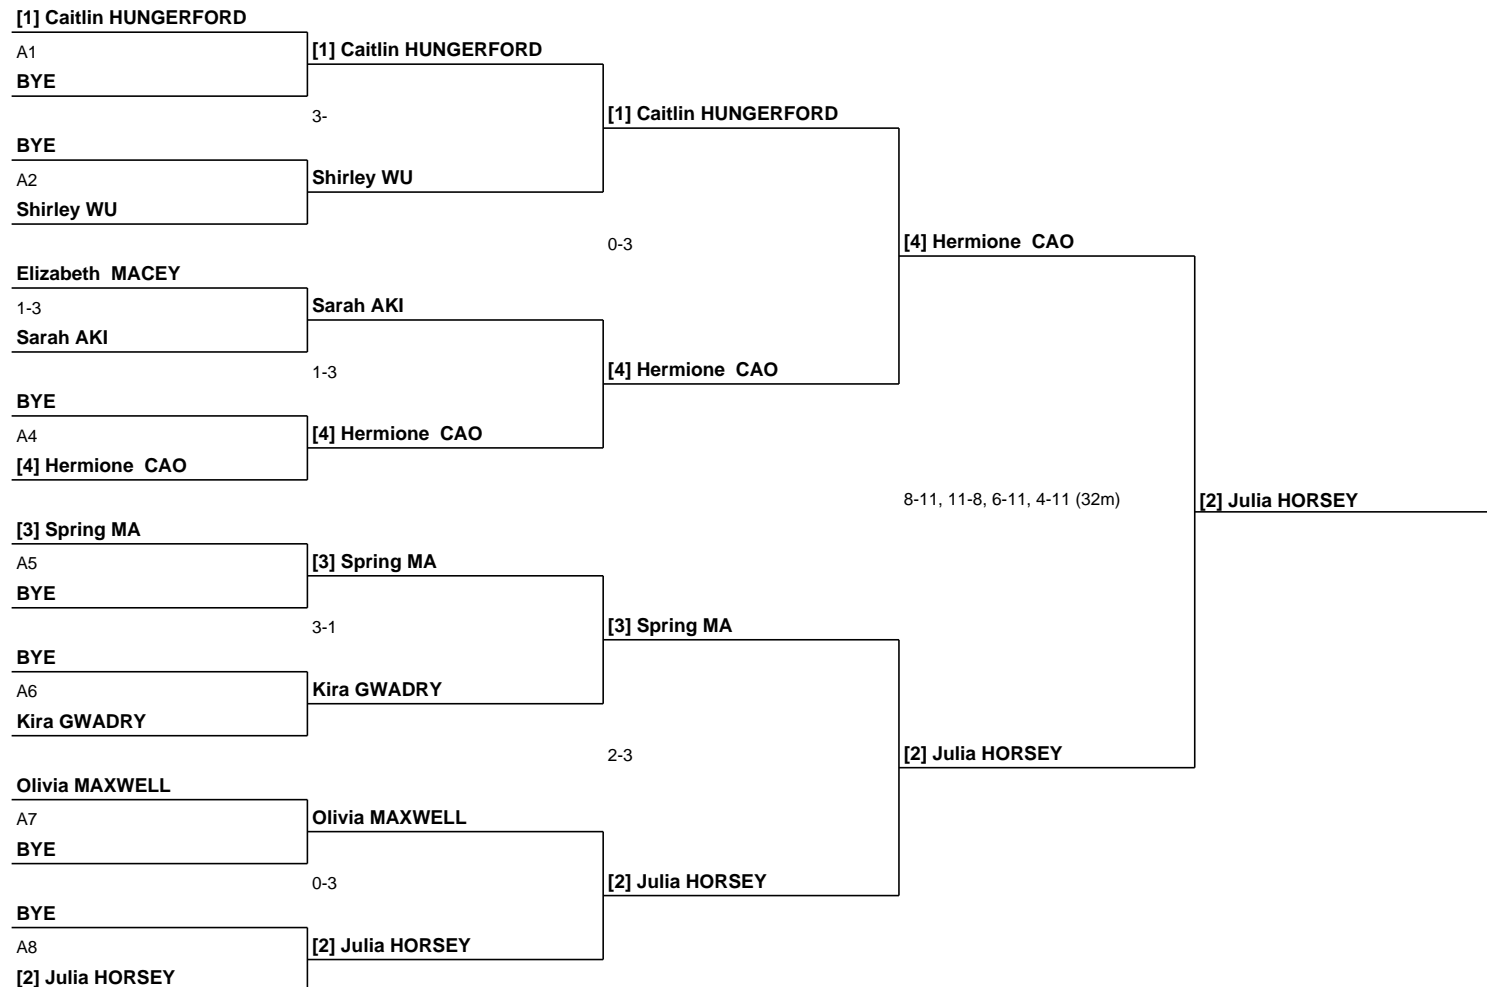 [1] Caitlin HUNGERFORD
A1
[1] Caitlin HUNGERFORD
BYE
3-
[1] Caitlin HUNGERFORD
BYE
A2
Shirley WU
Shirley WU
0-3
[4] Hermione  CAO
Elizabeth  MACEY
1-3
Sarah AKI
Sarah AKI
1-3
[4] Hermione  CAO
BYE
A4
[4] Hermione  CAO
[4] Hermione  CAO
8-11, 11-8, 6-11, 4-11 (32m)
[2] Julia HORSEY
[3] Spring MA
A5
[3] Spring MA
BYE
3-1
[3] Spring MA
BYE
A6
Kira GWADRY
Kira GWADRY
2-3
[2] Julia HORSEY
Olivia MAXWELL
A7
Olivia MAXWELL
BYE
0-3
[2] Julia HORSEY
BYE
A8
[2] Julia HORSEY
[2] Julia HORSEY